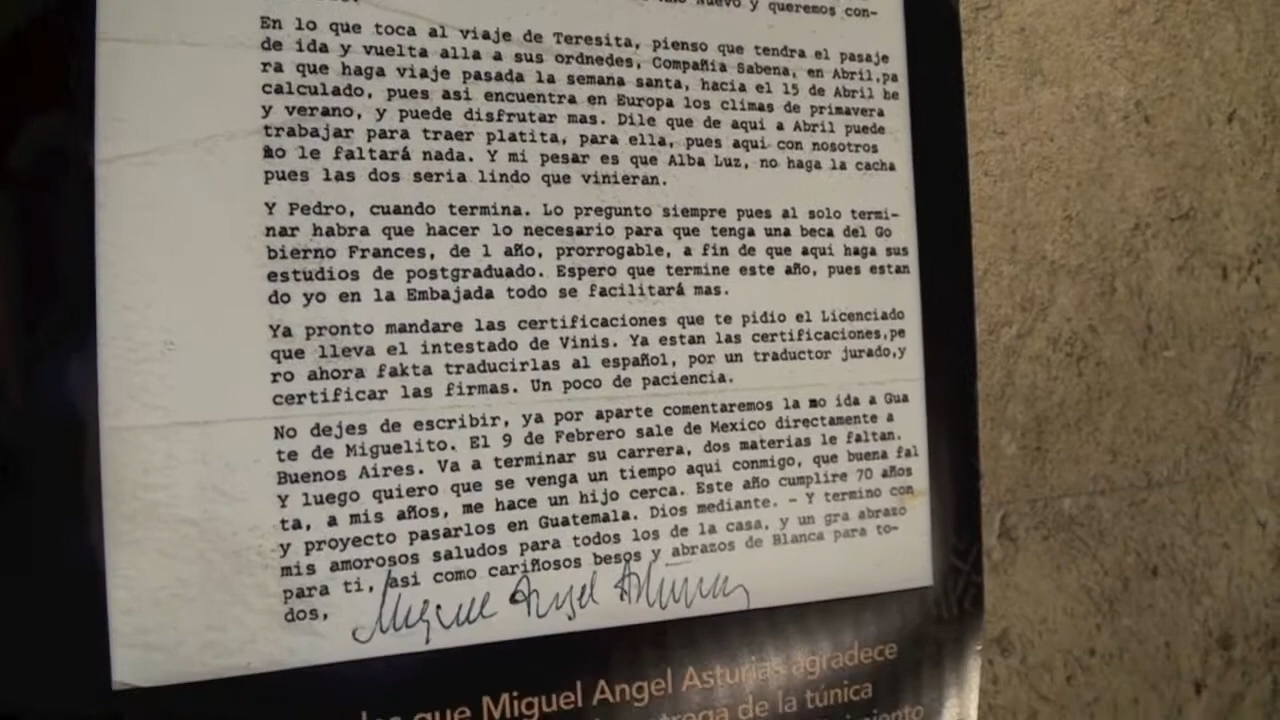 Nuevo y queremos con-
En lo que toca al viaje de Teresita, pienso que tendra el pasaje
de ida y vuelta alla a sus ordnedes, Compañia Sabena, en Abril,pa
ra que haga viaje pasada la semana santa, hacia el 15 de Abril he
calculado, pues asi encuentra en Europa los climas de primavera
y verano, y puede disfrutar mas. Dile que de aqui a Abril puede
trabajar para traer platita, para ella, pues aqui con nosotros
no le faltará nada. Y mi pesar es que Alba Luz, no haga la cacha
pues las dos seria lindo que vinieran.
Y Pedro, cuando termina. Lo pregunto siempre pues al solo termi-
nar habra que hacer lo necesario para que tenga una beca del Go
bierno Frances, de l año, prorrogable, a fin de que aqui haga sus
estudios de postgraduado. Espero que termine este año, pues estan
do yo en la Embajada todo se facilitará mas.
Ya pronto mandare las certificaciones que te pidio el Licenciado
que lleva el intestado de Vinis. Ya estan las certificaciones,pe
ro ahora fakta traducirlas al español, por un traductor jurado,y
certificar las firmas. Un poco de paciencia.
No dejes de escribir, ya por aparte comentaremos la no ida a Gua
te de Miguelito. El 9 de Febrero sale de Mexico directamente a
Buenos Aires. Va a terminar su carrera, dos materias le faltan.
Y luego quiero que se venga un tiempo aqui conmigo, que buena fal
ta, a mis años, me hace un hijo cerca. Este año cumplire 70 años
y proyecto pasarlos en Guatemala. Dios mediante. - Y termino con
mis amorosos saludos para todos los de la casa, y un gra abrazo
para ti, asi como cariñosos besos y abrazos de Blanca para to-
dos,
Miguel Angel Asturias
que Miguel Angel Asturias agradece
de la túnica